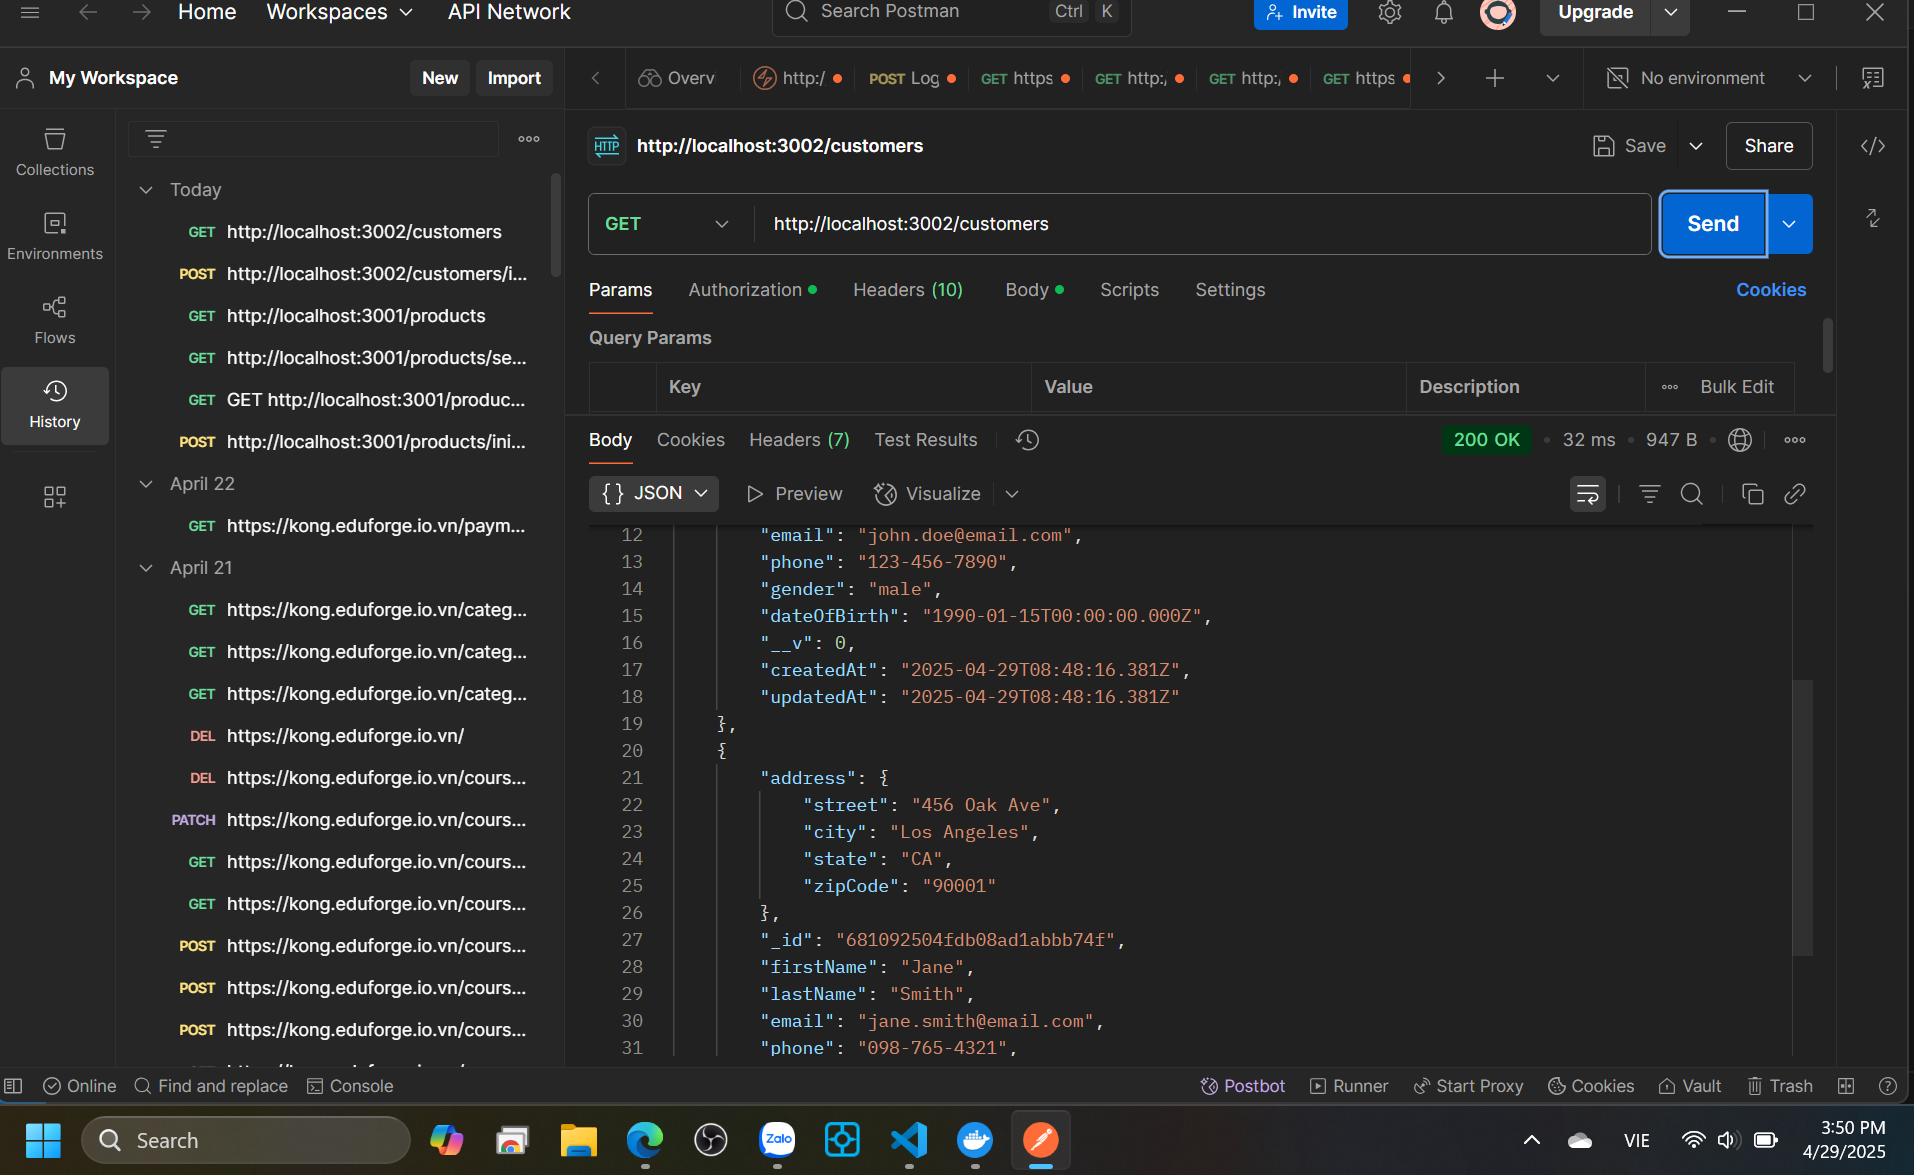 Home Workspaces API Network Search Postman Ctrl K Invite Upgrade
My Workspace New Import Overv http:/ POST Log GET https GET http:/ GET http:/ GET https No environment
HTTP http://localhost:3002/customers Save Share
GET http://localhost:3002/customers Send
Params Authorization Headers (10) Body Scripts Settings Cookies
Query Params
Key Value Description Bulk Edit
Body Cookies Headers (7) Test Results 200 OK 32 ms 947 B
{} JSON Preview Visualize
Collections
Environments
Flows
History
Today
GET http://localhost:3002/customers
POST http://localhost:3002/customers/i...
GET http://localhost:3001/products
GET http://localhost:3001/products/se...
GET GET http://localhost:3001/produc...
POST http://localhost:3001/products/ini...
April 22
GET https://kong.eduforge.io.vn/paym...
April 21
GET https://kong.eduforge.io.vn/categ...
GET https://kong.eduforge.io.vn/categ...
GET https://kong.eduforge.io.vn/categ...
DEL https://kong.eduforge.io.vn/
DEL https://kong.eduforge.io.vn/cours...
PATCH https://kong.eduforge.io.vn/cours...
GET https://kong.eduforge.io.vn/cours...
GET https://kong.eduforge.io.vn/cours...
POST https://kong.eduforge.io.vn/cours...
POST https://kong.eduforge.io.vn/cours...
POST https://kong.eduforge.io.vn/cours...
12 "email": "john.doe@email.com",
13 "phone": "123-456-7890",
14 "gender": "male",
15 "dateOfBirth": "1990-01-15T00:00:00.000Z",
16 "__v": 0,
17 "createdAt": "2025-04-29T08:48:16.381Z",
18 "updatedAt": "2025-04-29T08:48:16.381Z"
19 },
20 {
21 "address": {
22 "street": "456 Oak Ave",
23 "city": "Los Angeles",
24 "state": "CA",
25 "zipCode": "90001"
26 },
27 "_id": "681092504fdb08ad1abbb74f",
28 "firstName": "Jane",
29 "lastName": "Smith",
30 "email": "jane.smith@email.com",
31 "phone": "098-765-4321",
Online Find and replace Console Postbot Runner Start Proxy Cookies Vault Trash
Search Zalo VIE 3:50 PM
4/29/2025